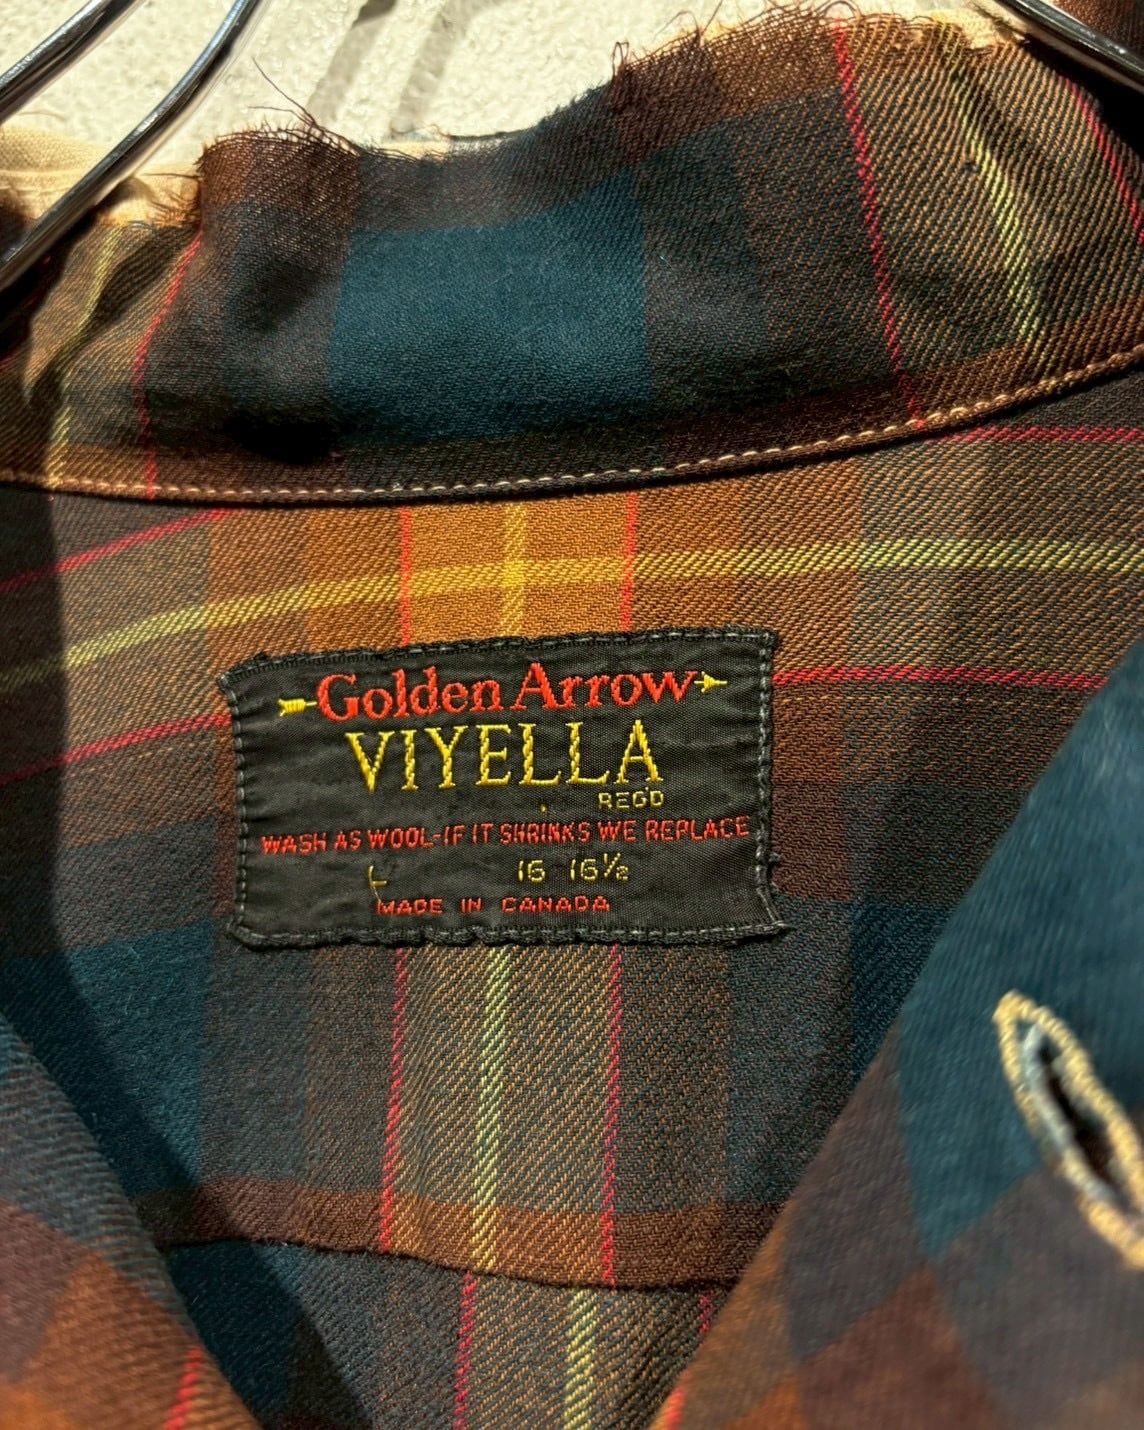 Golden Arrow
VIYELLA
REG'D
WASH AS WOOL-IF IT SHRINKS WE REPLACE
L 16 16½
MADE IN CANADA